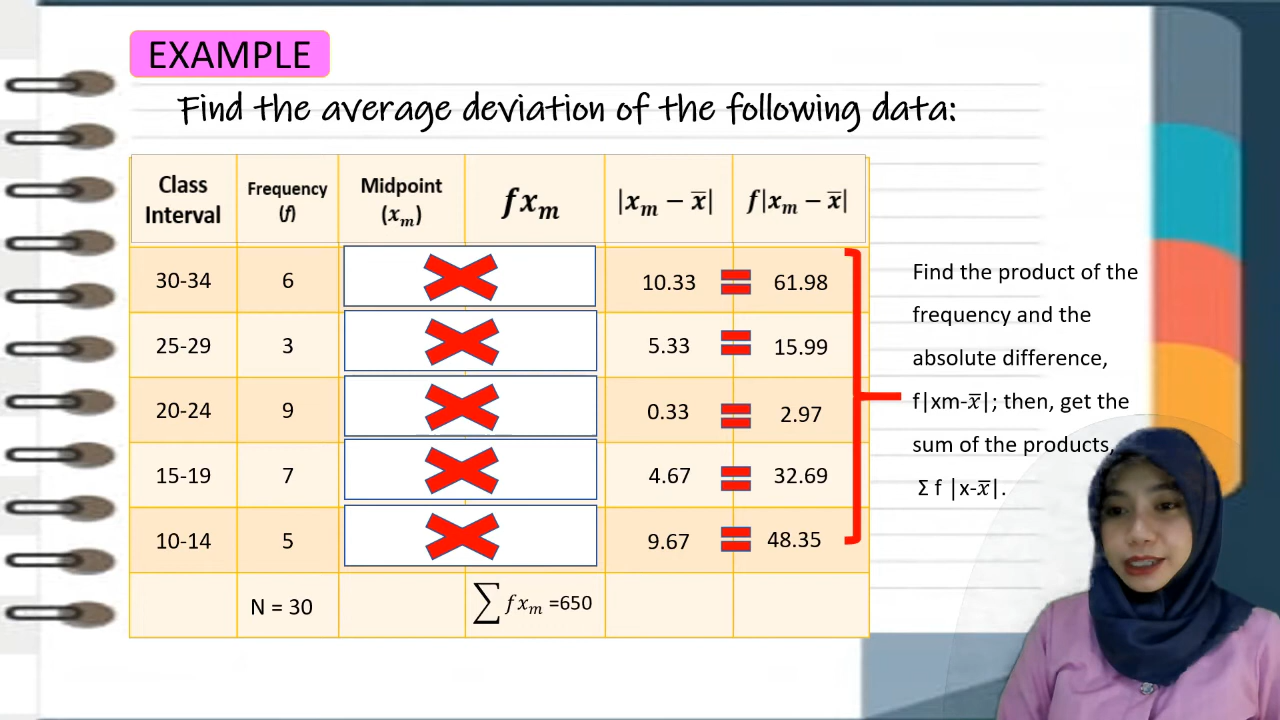 EXAMPLE
Find the average deviation of the following data:
Class Interval Frequency (f) Midpoint (xₘ) fxₘ |xₘ − x̅| f|xₘ − x̅|
30-34 6 10.33 = 61.98
25-29 3 5.33 = 15.99
20-24 9 0.33 = 2.97
15-19 7 4.67 = 32.69
10-14 5 9.67 = 48.35
N = 30 ∑ fxₘ =650
Find the product of the
frequency and the
absolute difference,
f|xm-x̅|; then, get the
sum of the products,
Σ f |x-x̅|.